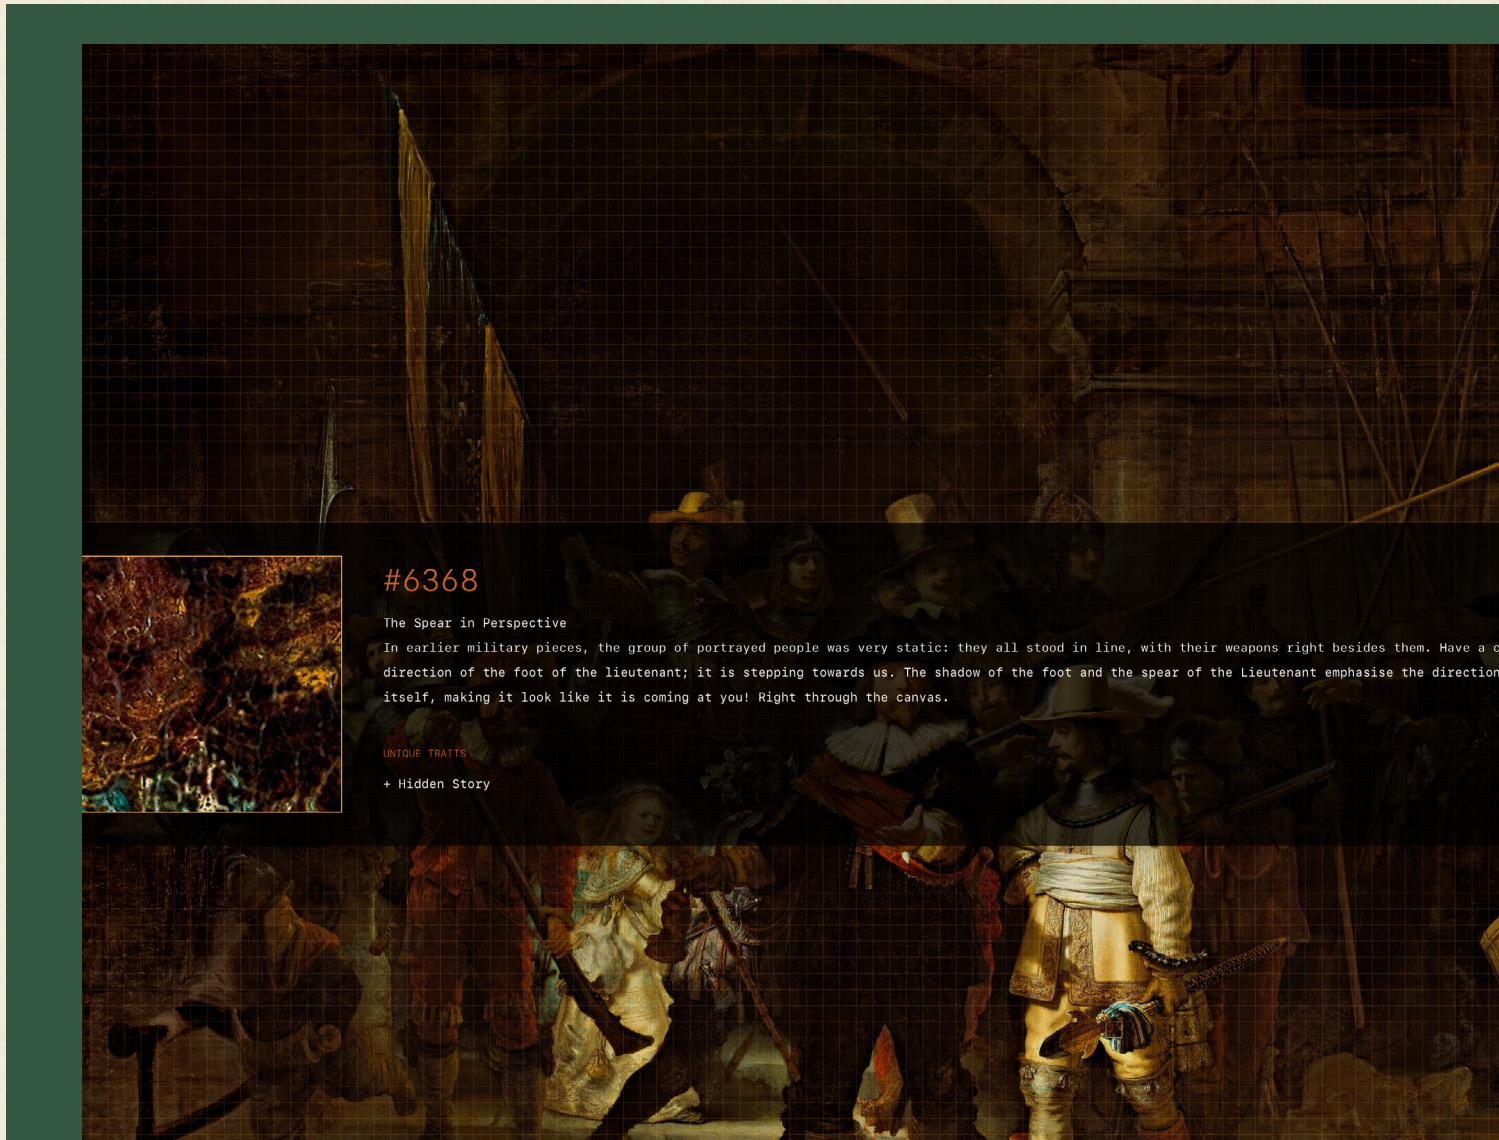 #6368
The Spear in Perspective
In earlier military pieces, the group of portrayed people was very static: they all stood in line, with their weapons right besides them. Have a
direction of the foot of the lieutenant; it is stepping towards us. The shadow of the foot and the spear of the Lieutenant emphasise the direction
itself, making it look like it is coming at you! Right through the canvas.
UNIQUE TRAITS
+ Hidden Story